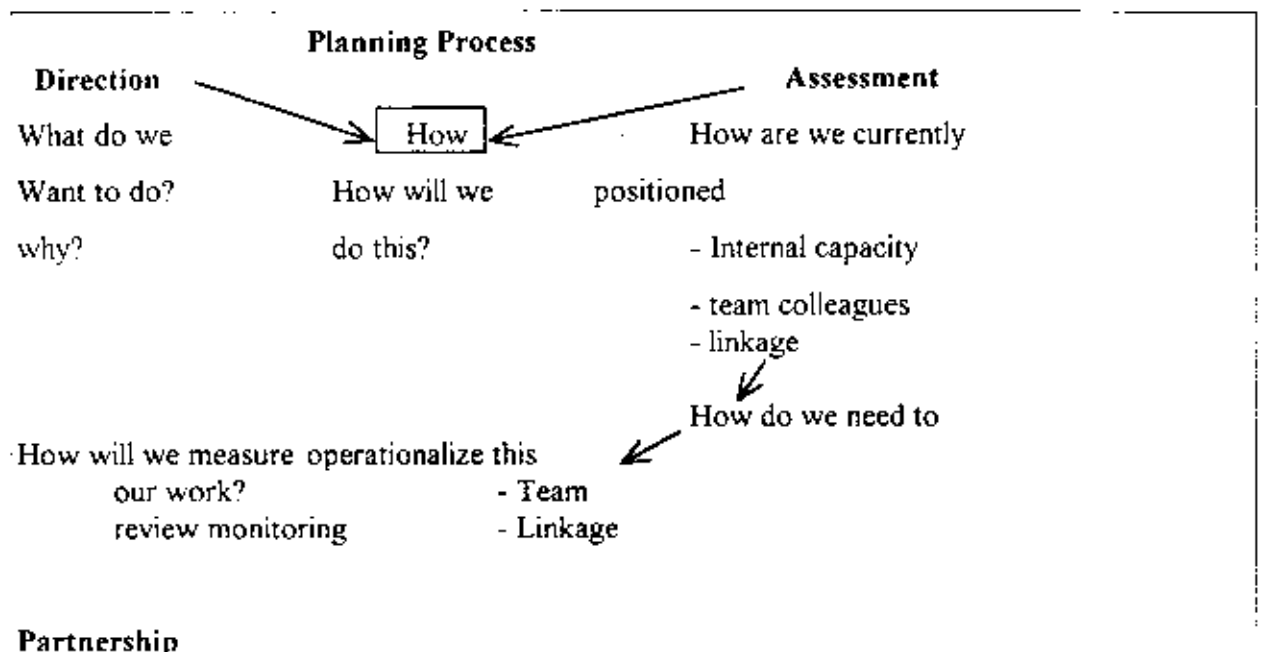 Planning Process
Direction Assessment
What do we How How are we currently
Want to do? How will we positioned
why? do this? - Internal capacity
- team colleagues
- linkage
How do we need to
How will we measure operationalize this
our work? - Team
review monitoring - Linkage
Partnership